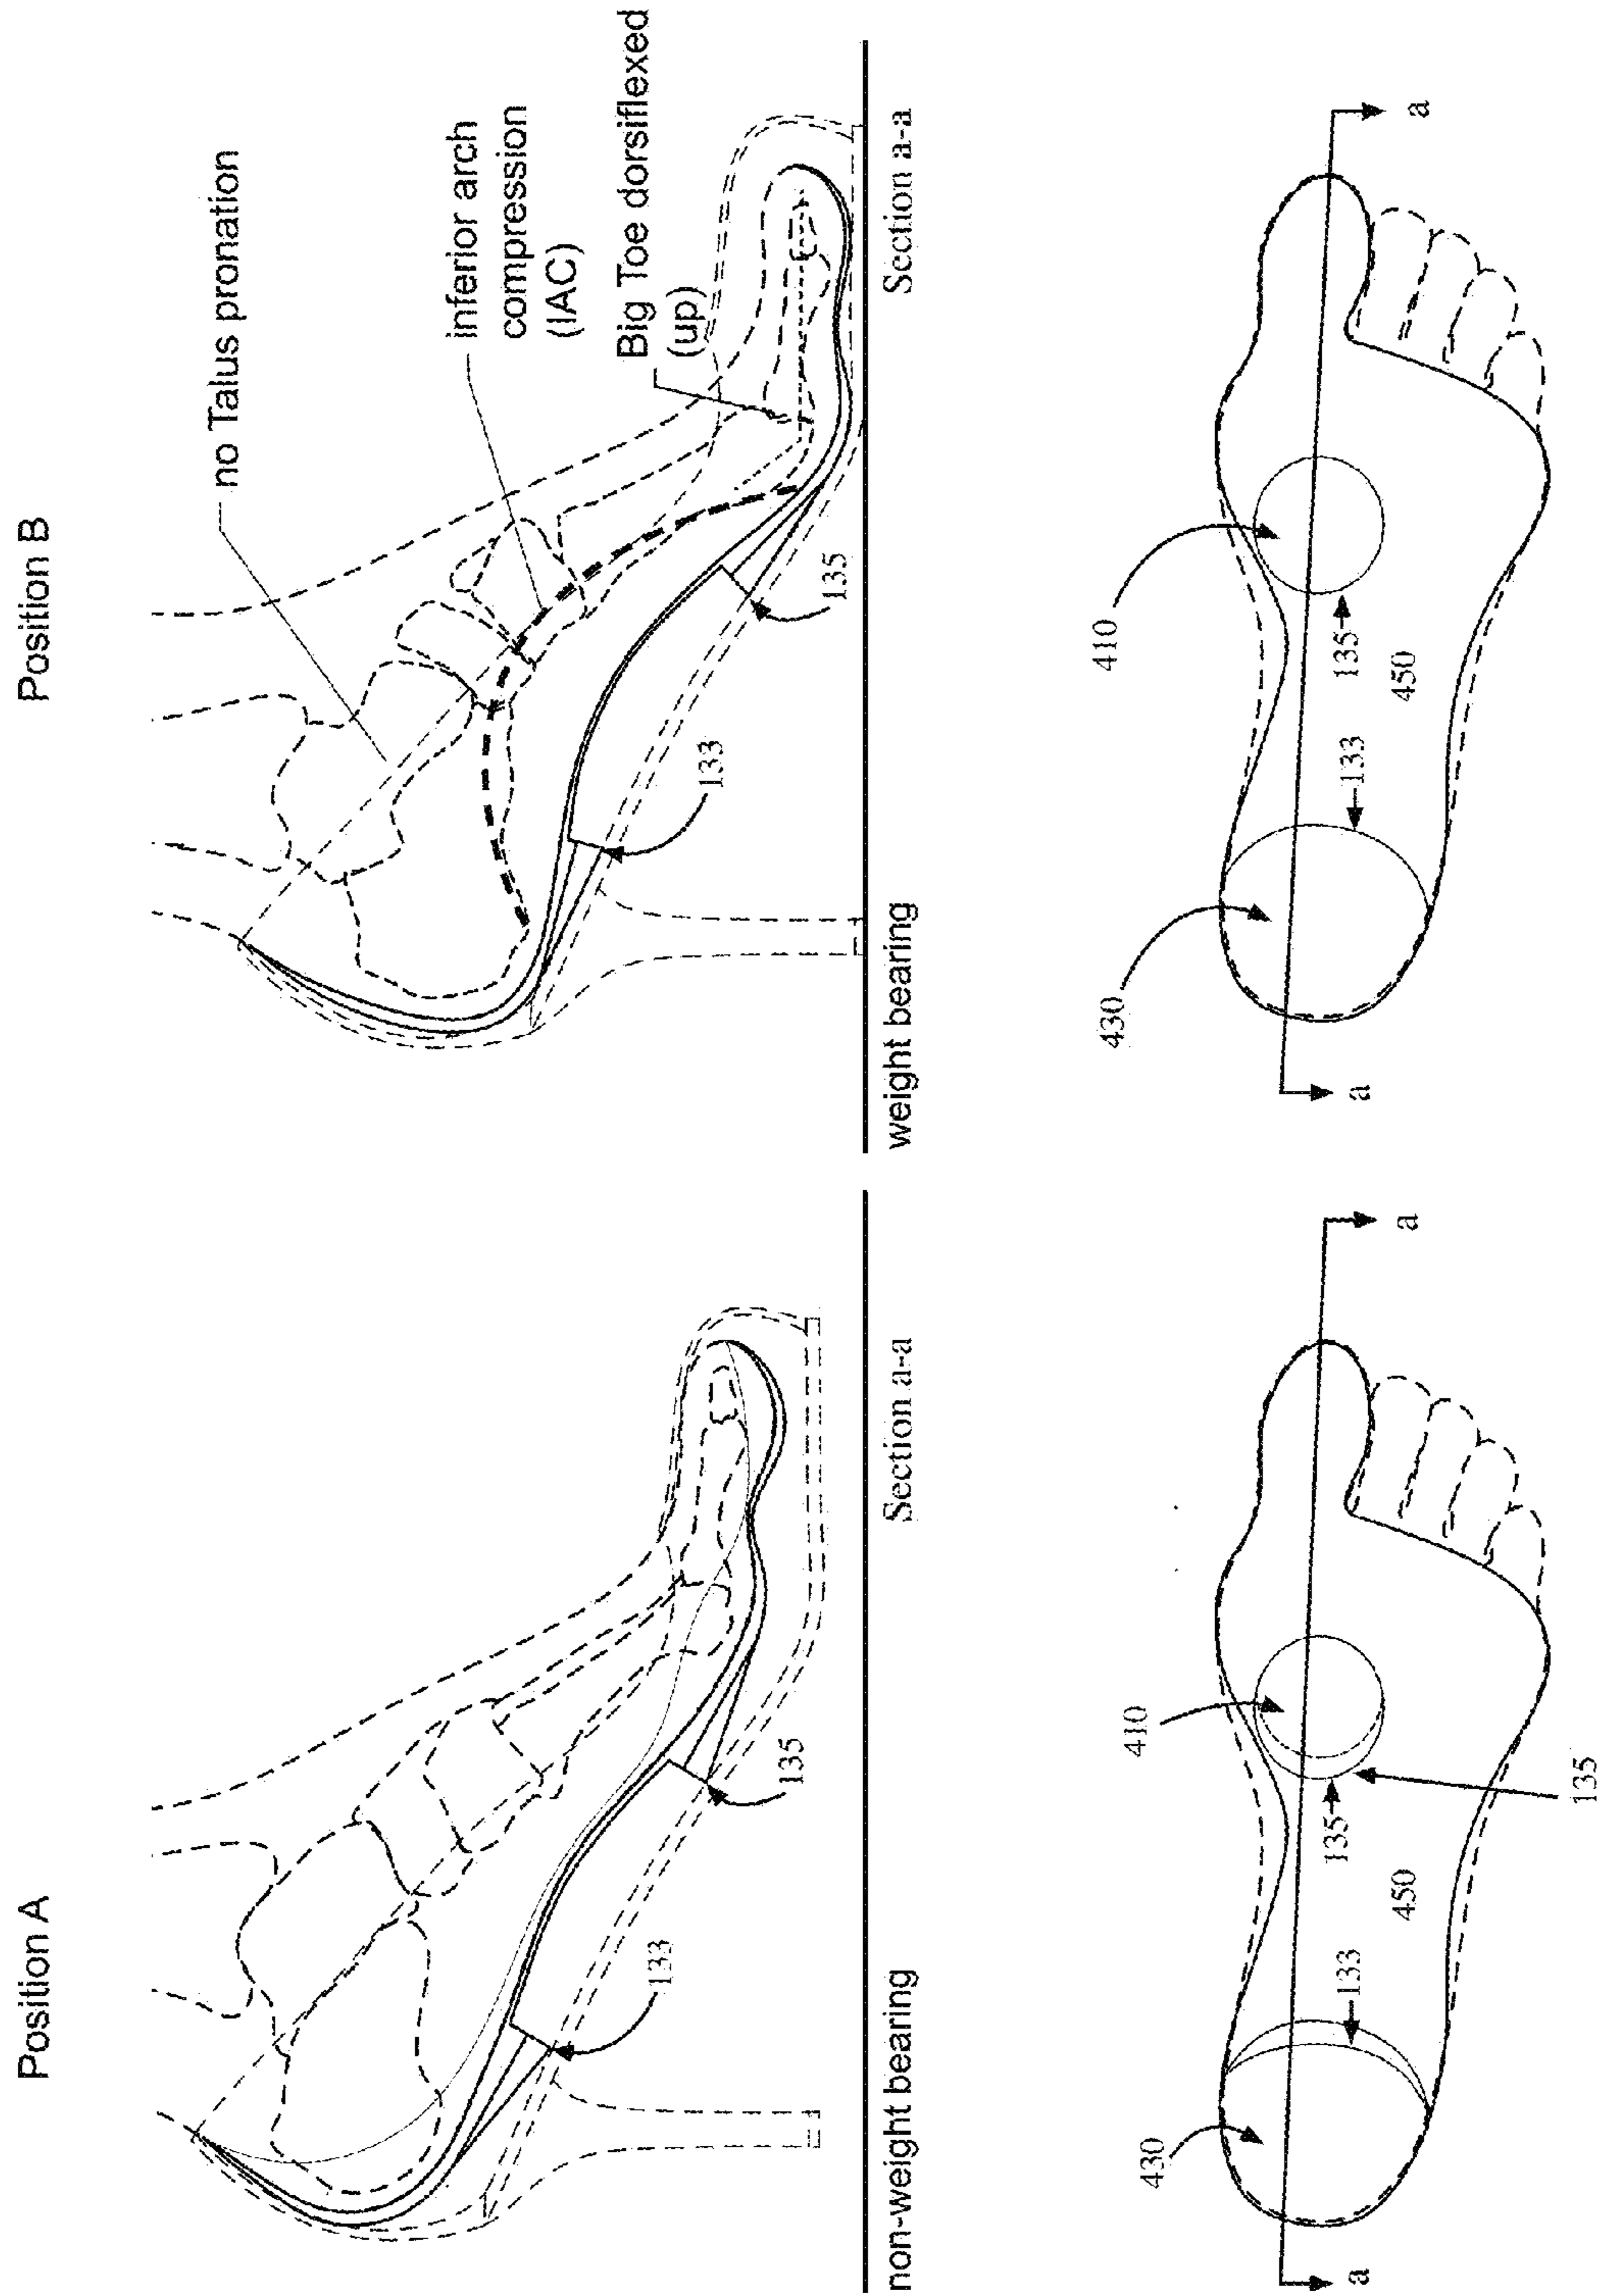 Position A
133
135
non-weight bearing
Section a-a
430
410
133
135
450
135
a
a
Position B
no Talus pronation
inferior arch
compression
(IAC)
Big Toe dorsiflexed
(up)
133
135
weight bearing
Section a-a
430
410
133
135
450
a
a